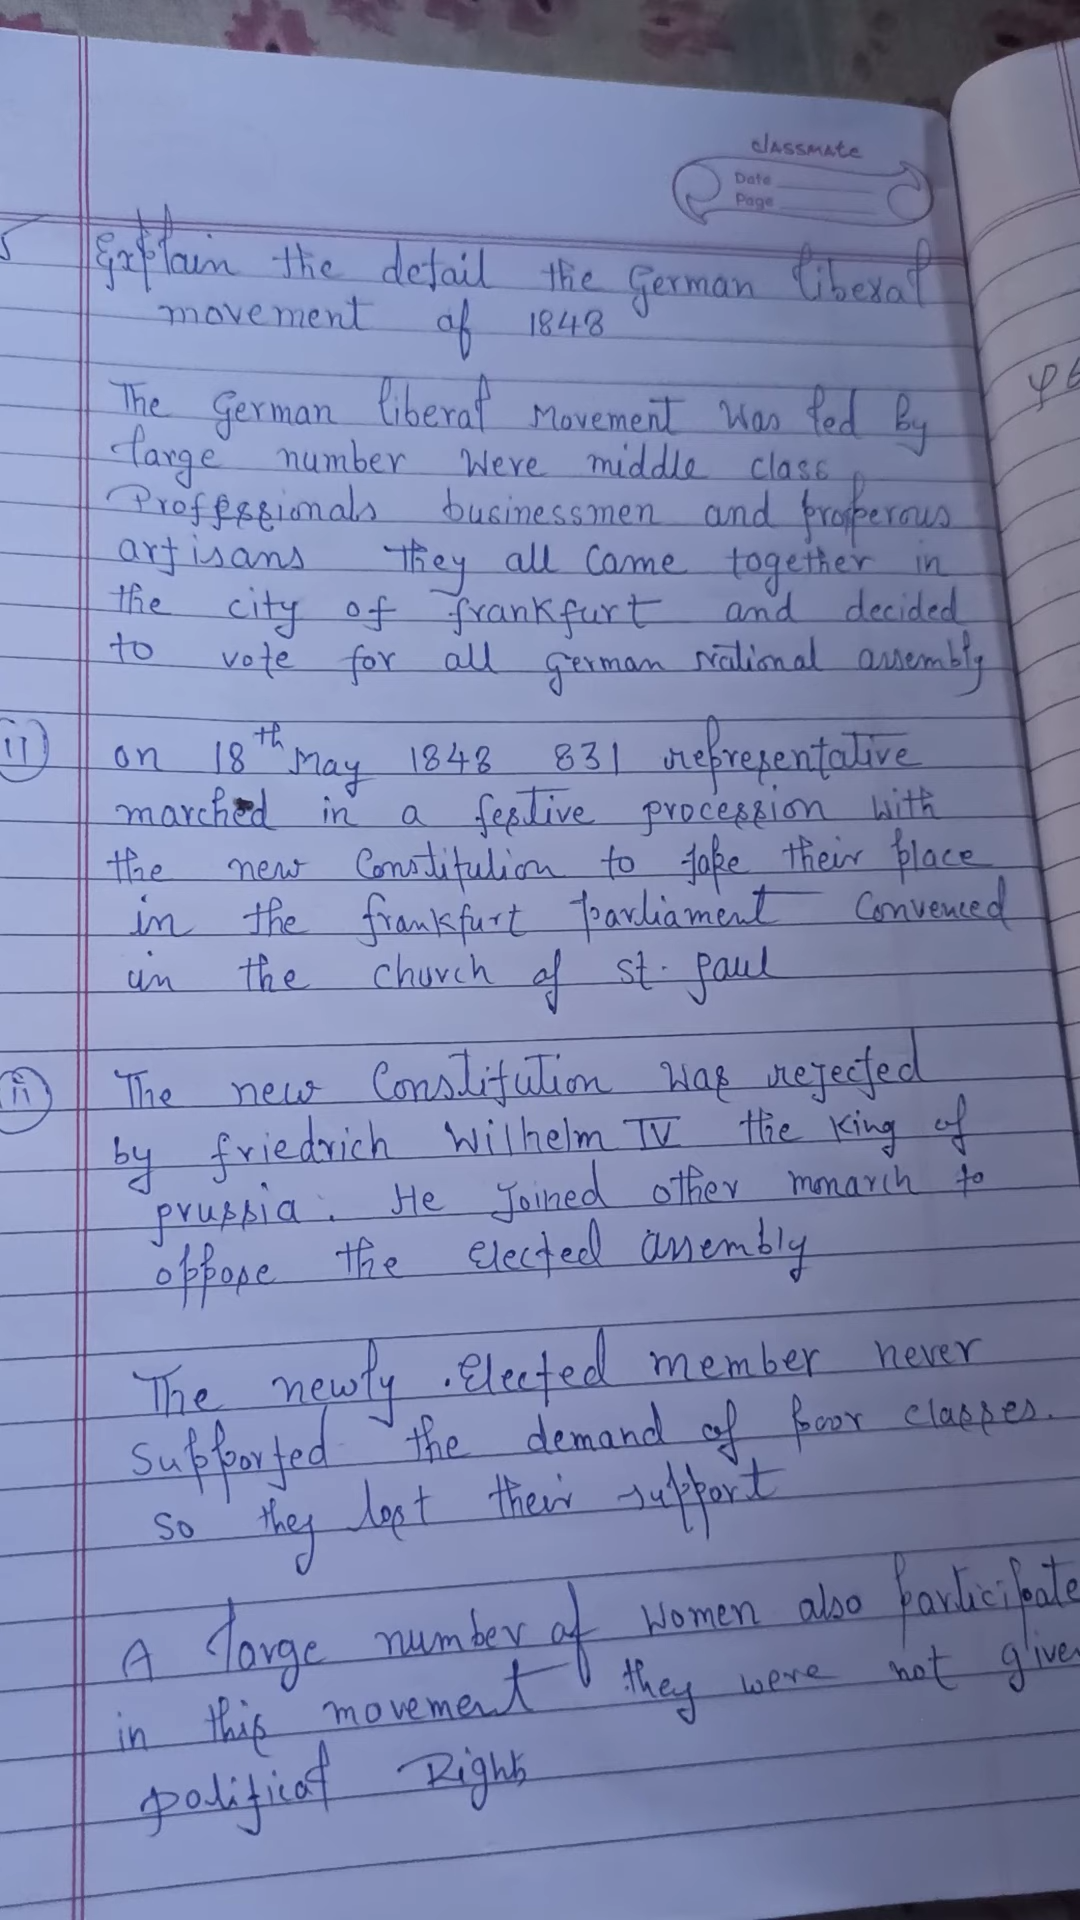 classmate
Date
Page
5 Explain the detail the German liberal
movement of 1848
The German liberal Movement was led by
large number were middle class
Professionals businessmen and prosperous
artisans they all came together in
the city of frankfurt and decided
to vote for all german National assembly
ii on 18th May 1848 831 representative
marched in a festive procession with
the new Constitution to take their place
in the frankfurt parliament Convenced
in the church of st. paul
ii The new Constitution was rejected
by friedrich wilhelm IV the King of
prussia. He Joined other monarch to
oppose the elected assembly
The newly Elected member never
supported the demand of poor classes.
so they lost their support
A large number of women also participate
in this movement they were not given
political Rights